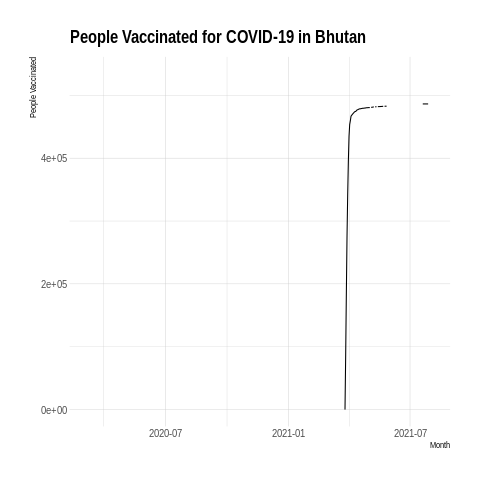 People Vaccinated for COVID-19 in Bhutan
People Vaccinated
4e+05
2e+05
0e+00
2020-07 2021-01 2021-07
Month